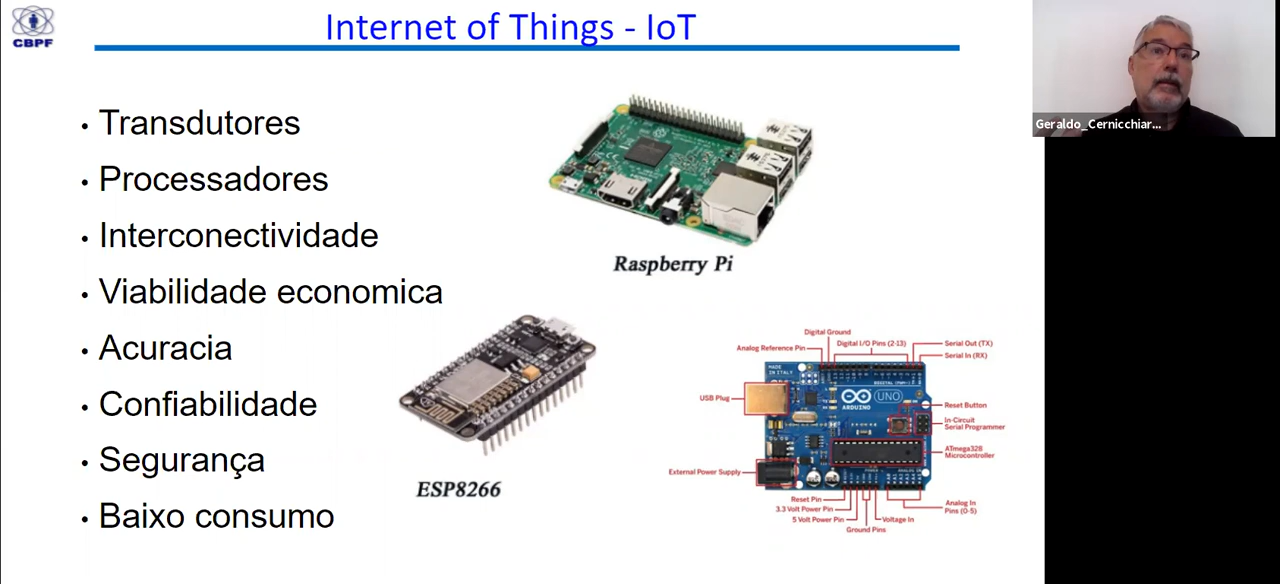 Internet of Things - IoT
CBPF
Geraldo_Cernicchiar...
• Transdutores
• Processadores
• Interconectividade
• Viabilidade economica
• Acuracia
• Confiabilidade
• Segurança
• Baixo consumo
Raspberry Pi
ESP8266
Digital Ground
Digital I/O Pins (2-13)
Serial Out (TX)
Analog Reference Pin
Serial In (RX)
MADE
IN ITALY
USB Plug
ARDUINO
UNO
Reset Button
In-Circuit
Serial Programmer
ATmega328
Microcontroller
External Power Supply
Reset Pin
3.3 Volt Power Pin
5 Volt Power Pin
Ground Pins
Voltage In
Analog In
Pins (0-5)